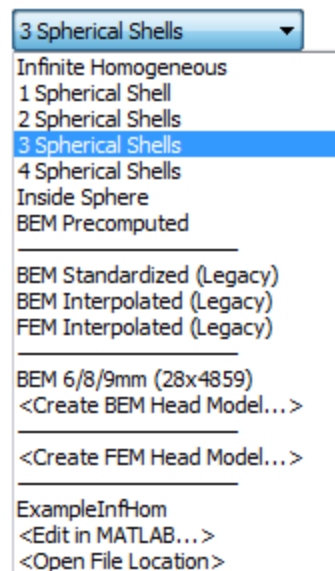 3 Spherical Shells
Infinite Homogeneous
1 Spherical Shell
2 Spherical Shells
3 Spherical Shells
4 Spherical Shells
Inside Sphere
BEM Precomputed
BEM Standardized (Legacy)
BEM Interpolated (Legacy)
FEM Interpolated (Legacy)
BEM 6/8/9mm (28x4859)
<Create BEM Head Model...>
<Create FEM Head Model...>
ExampleInfHom
<Edit in MATLAB...>
<Open File Location>